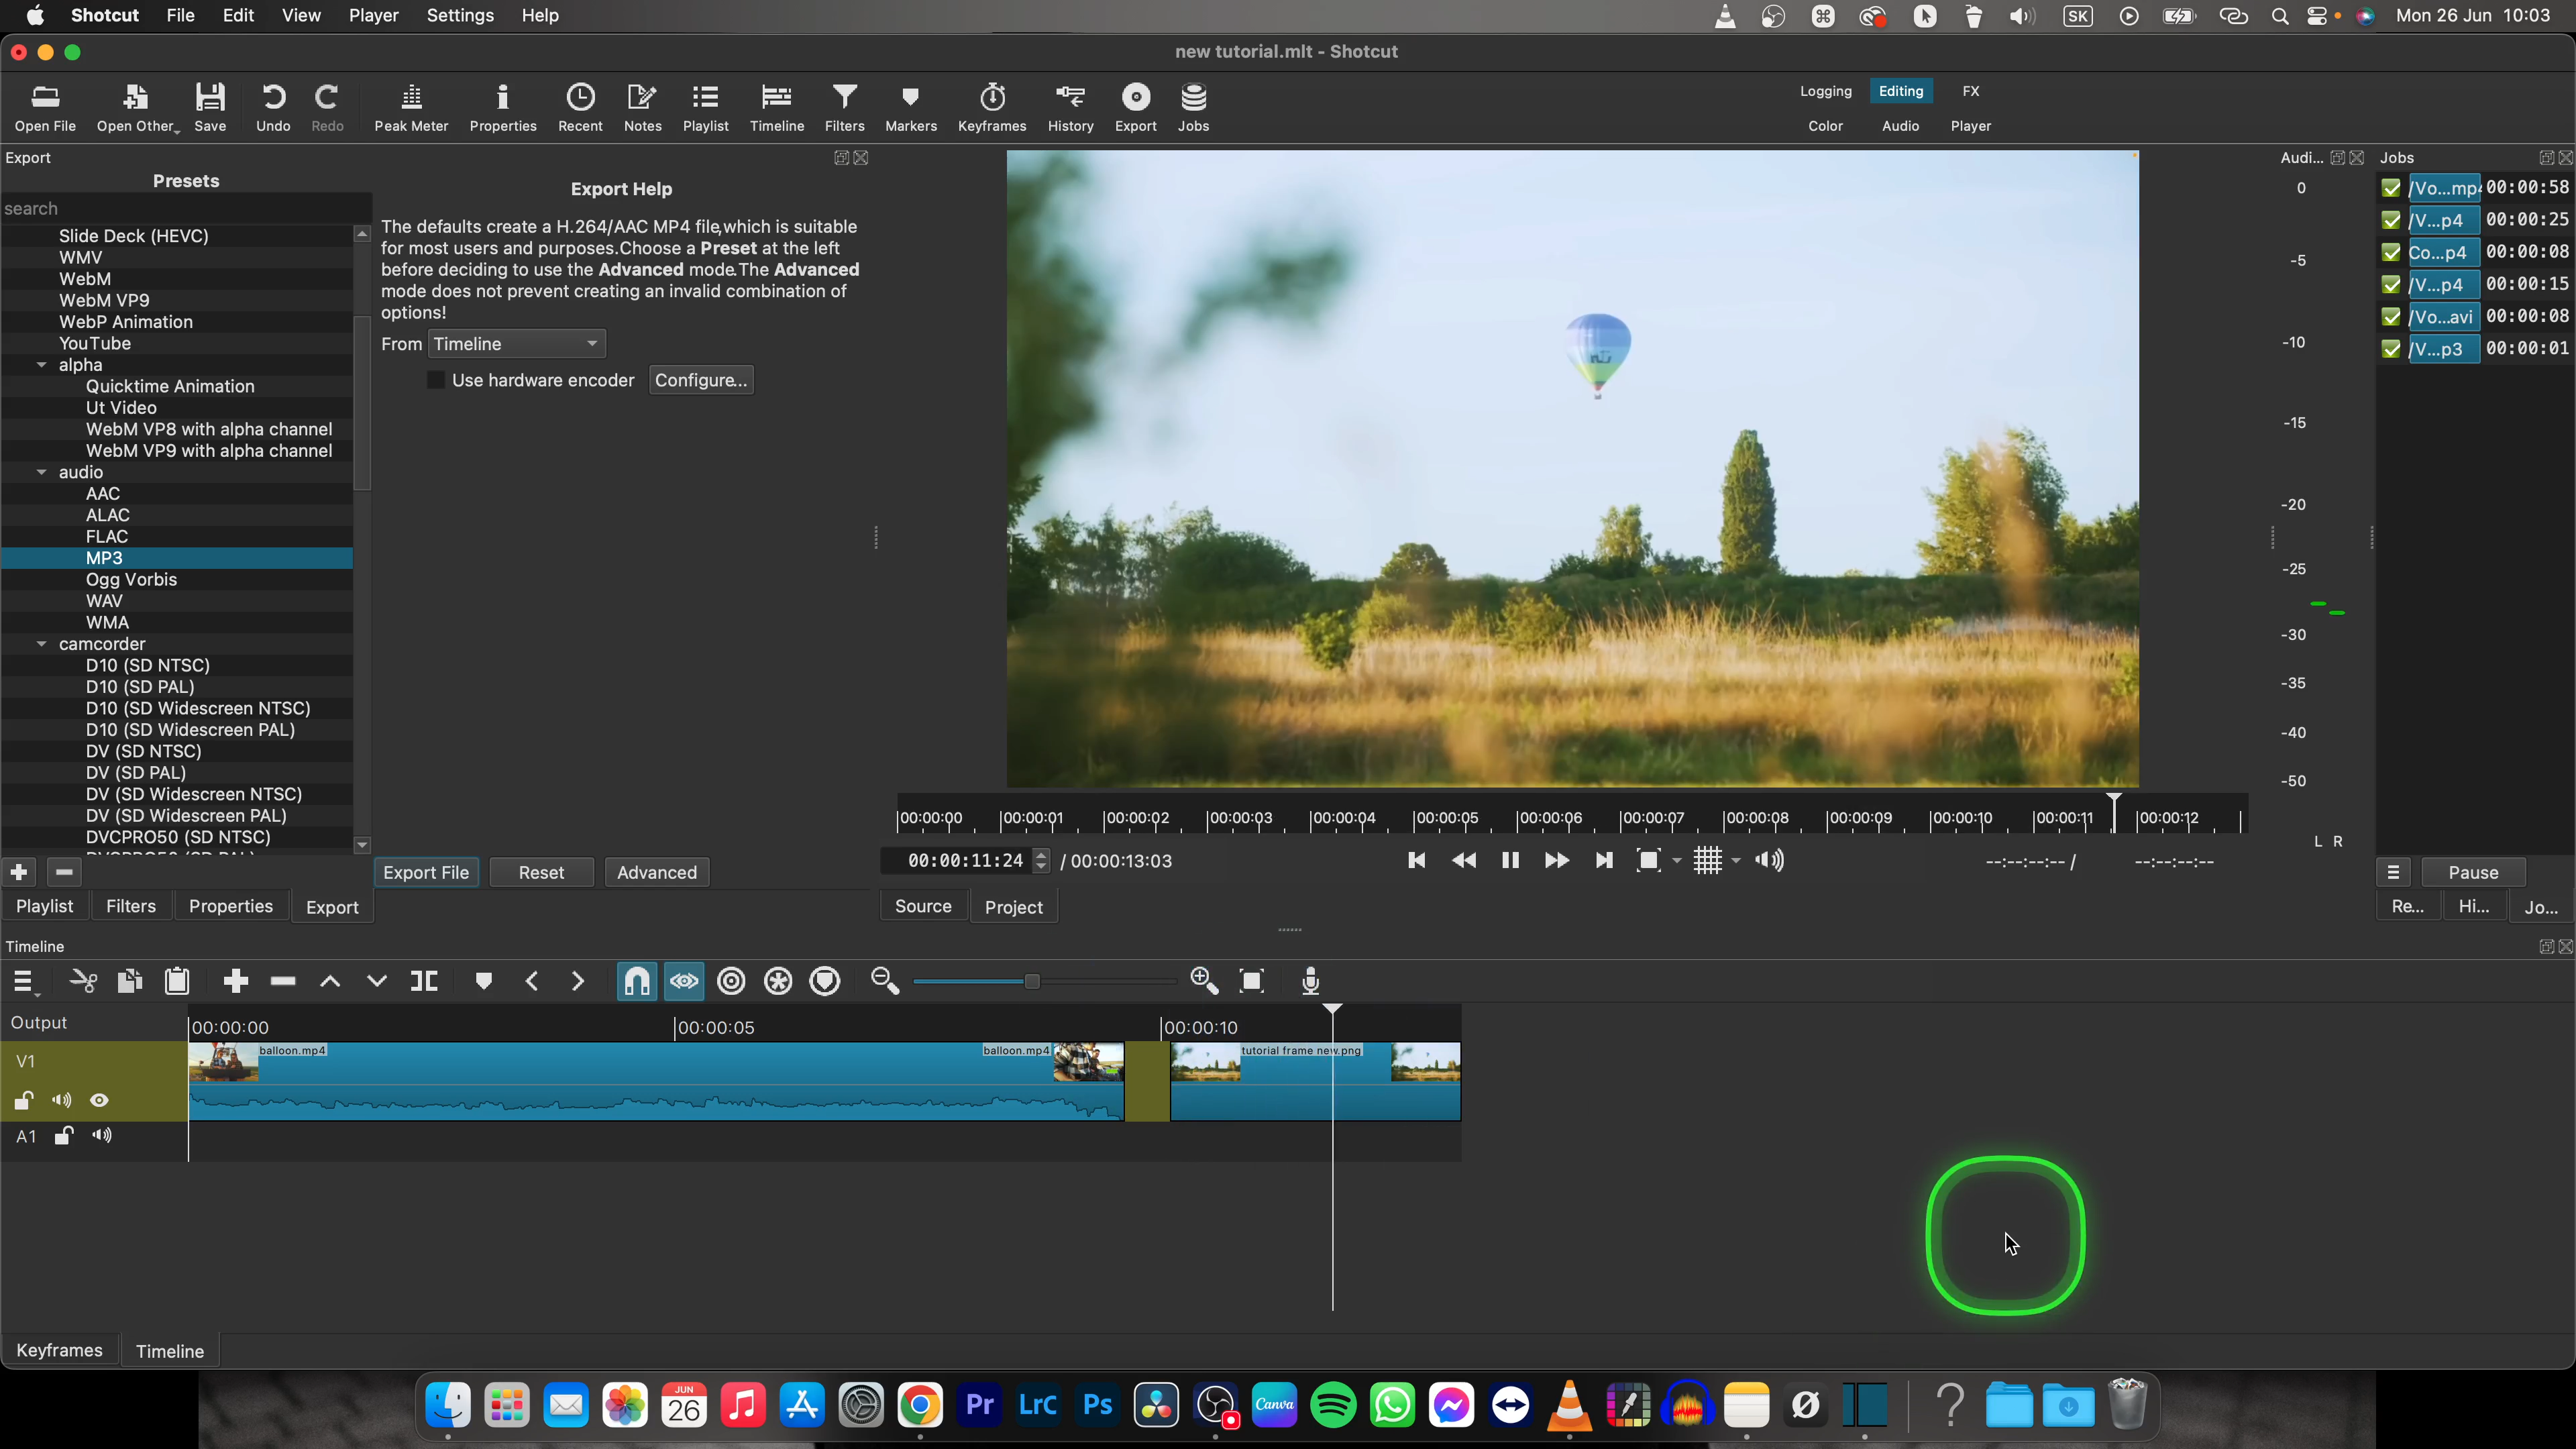 Shotcut File Edit View Player Settings Help
SK Mon 26 Jun 10:03
new tutorial.mlt - Shotcut
Open File Open Other Save Undo Redo Peak Meter Properties Recent Notes Playlist Timeline Filters Markers Keyframes History Export Jobs
Logging Editing FX
Color Audio Player
Export
Presets
search
Slide Deck (HEVC)
WMV
WebM
WebM VP9
WebP Animation
YouTube
alpha
Quicktime Animation
Ut Video
WebM VP8 with alpha channel
WebM VP9 with alpha channel
audio
AAC
ALAC
FLAC
MP3
Ogg Vorbis
WAV
WMA
camcorder
D10 (SD NTSC)
D10 (SD PAL)
D10 (SD Widescreen NTSC)
D10 (SD Widescreen PAL)
DV (SD NTSC)
DV (SD PAL)
DV (SD Widescreen NTSC)
DV (SD Widescreen PAL)
DVCPRO50 (SD NTSC)
Export Help
The defaults create a H.264/AAC MP4 file,which is suitable
for most users and purposes.Choose a Preset at the left
before deciding to use the Advanced mode.The Advanced
mode does not prevent creating an invalid combination of
options!
From Timeline
Use hardware encoder Configure...
Export File Reset Advanced
Playlist Filters Properties Export
00:00:00 00:00:01 00:00:02 00:00:03 00:00:04 00:00:05 00:00:06 00:00:07 00:00:08 00:00:09 00:00:10 00:00:11 00:00:12
00:00:11:24 / 00:00:13:03
--:--:--:-- / --:--:--:--
Source Project
Audi...
0
-5
-10
-15
-20
-25
-30
-35
-40
-50
L R
Jobs
/Vo...mp4 00:00:58
/V...p4 00:00:25
Co...p4 00:00:08
/V...p4 00:00:15
/Vo...avi 00:00:08
/V...p3 00:00:01
Pause
Re... Hi... Jo...
Timeline
Output
00:00:00 00:00:05 00:00:10
V1
balloon.mp4 balloon.mp4 tutorial frame new.png
A1
Keyframes Timeline
JUN
26
Pr LrC Ps Canva